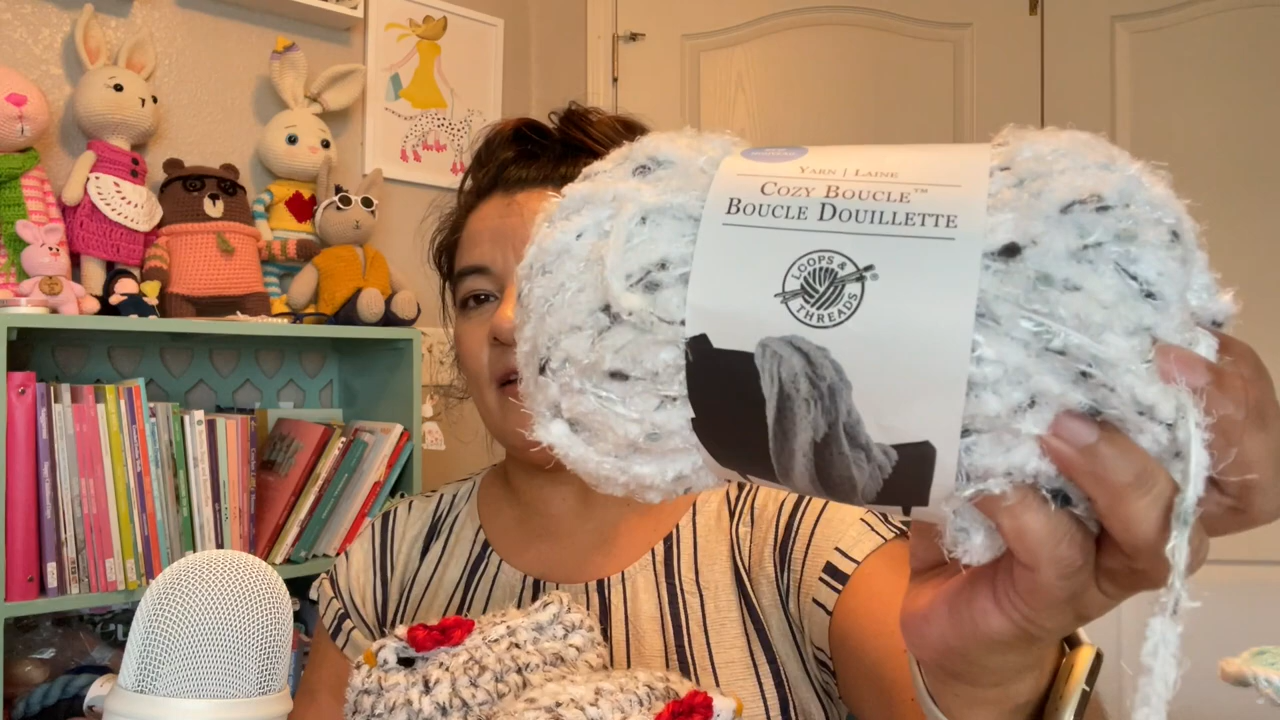 YARN | LAINE
COZY BOUCLE™
BOUCLE DOUILLETTE
LOOPS &
THREADS®